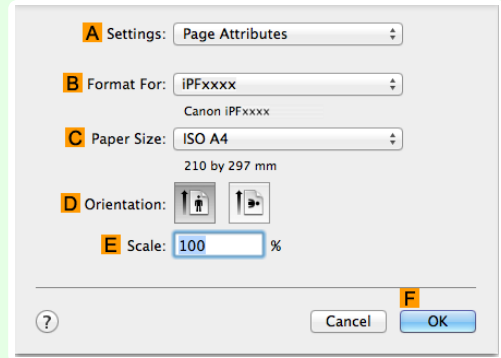 A Settings: Page Attributes
B Format For: iPFxxxx
Canon iPFxxxx
C Paper Size: ISO A4
210 by 297 mm
D Orientation:
E Scale: 100 %
F
? Cancel OK